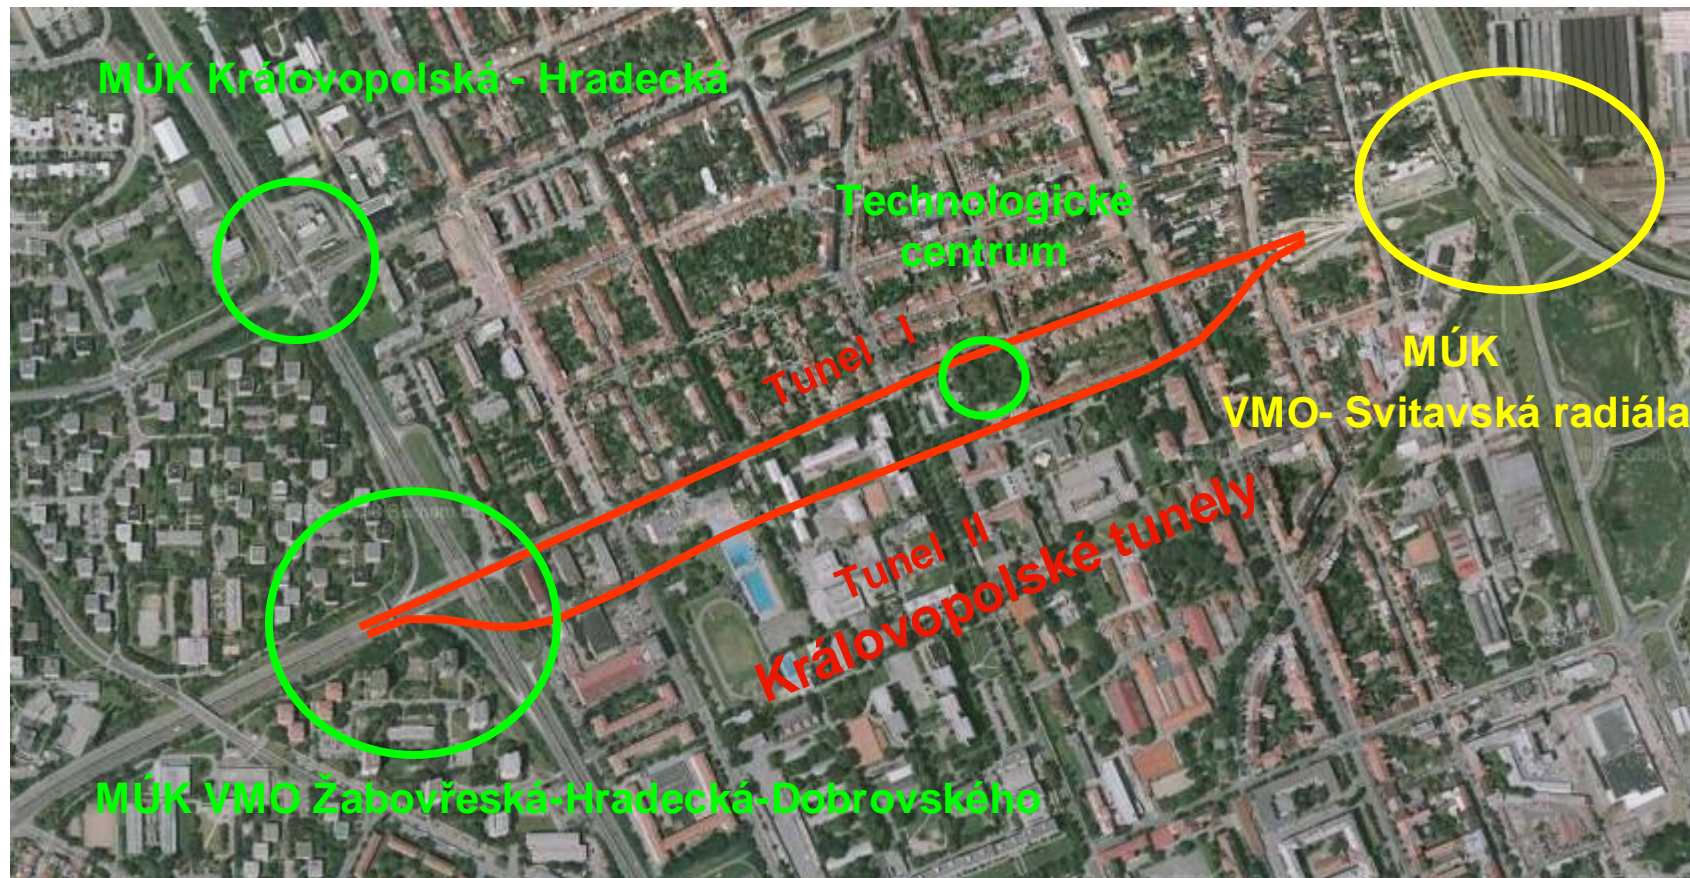 MÚK Královopolská - Hradecká
Technologické
centrum
Tunel I
MÚK
VMO- Svitavská radiála
Tunel II
Královopolské tunely
MÚK VMO Žabovřeská-Hradecká-Dobrovského